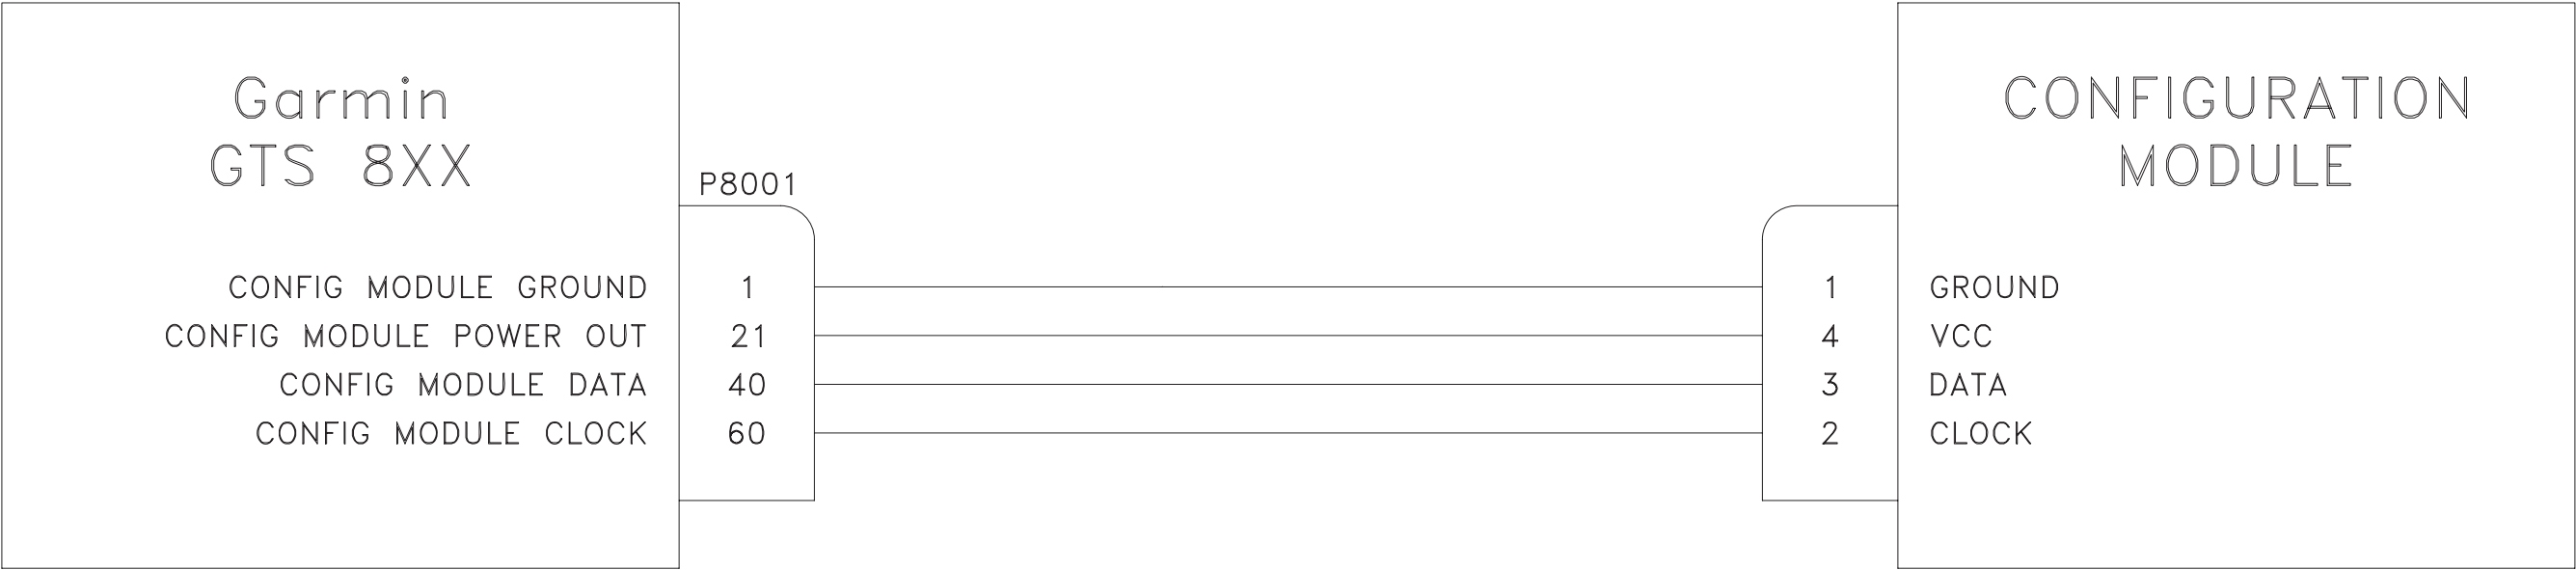 Garmin
GTS 8XX
CONFIGURATION
MODULE
P8001
CONFIG MODULE GROUND 1 1 GROUND
CONFIG MODULE POWER OUT 21 4 VCC
CONFIG MODULE DATA 40 3 DATA
CONFIG MODULE CLOCK 60 2 CLOCK